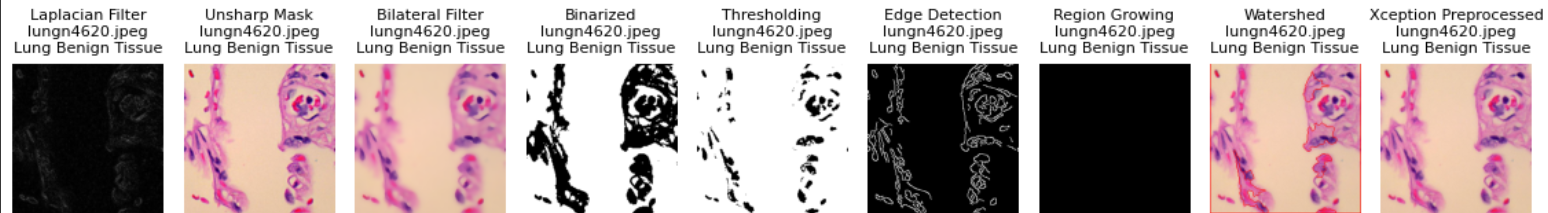 Laplacian Filter
lungn4620.jpeg
Lung Benign Tissue
Unsharp Mask
lungn4620.jpeg
Lung Benign Tissue
Bilateral Filter
lungn4620.jpeg
Lung Benign Tissue
Binarized
lungn4620.jpeg
Lung Benign Tissue
Thresholding
lungn4620.jpeg
Lung Benign Tissue
Edge Detection
lungn4620.jpeg
Lung Benign Tissue
Region Growing
lungn4620.jpeg
Lung Benign Tissue
Watershed
lungn4620.jpeg
Lung Benign Tissue
Xception Preprocessed
lungn4620.jpeg
Lung Benign Tissue